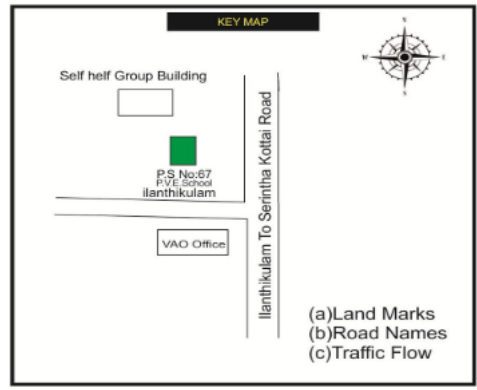 KEY MAP
N
W
E
S
Self helf Group Building
P.S No:67
P.V.E.School
ilanthikulam
VAO Office
Ilanthikulam To Serintha Kottai Road
(a)Land Marks
(b)Road Names
(c)Traffic Flow